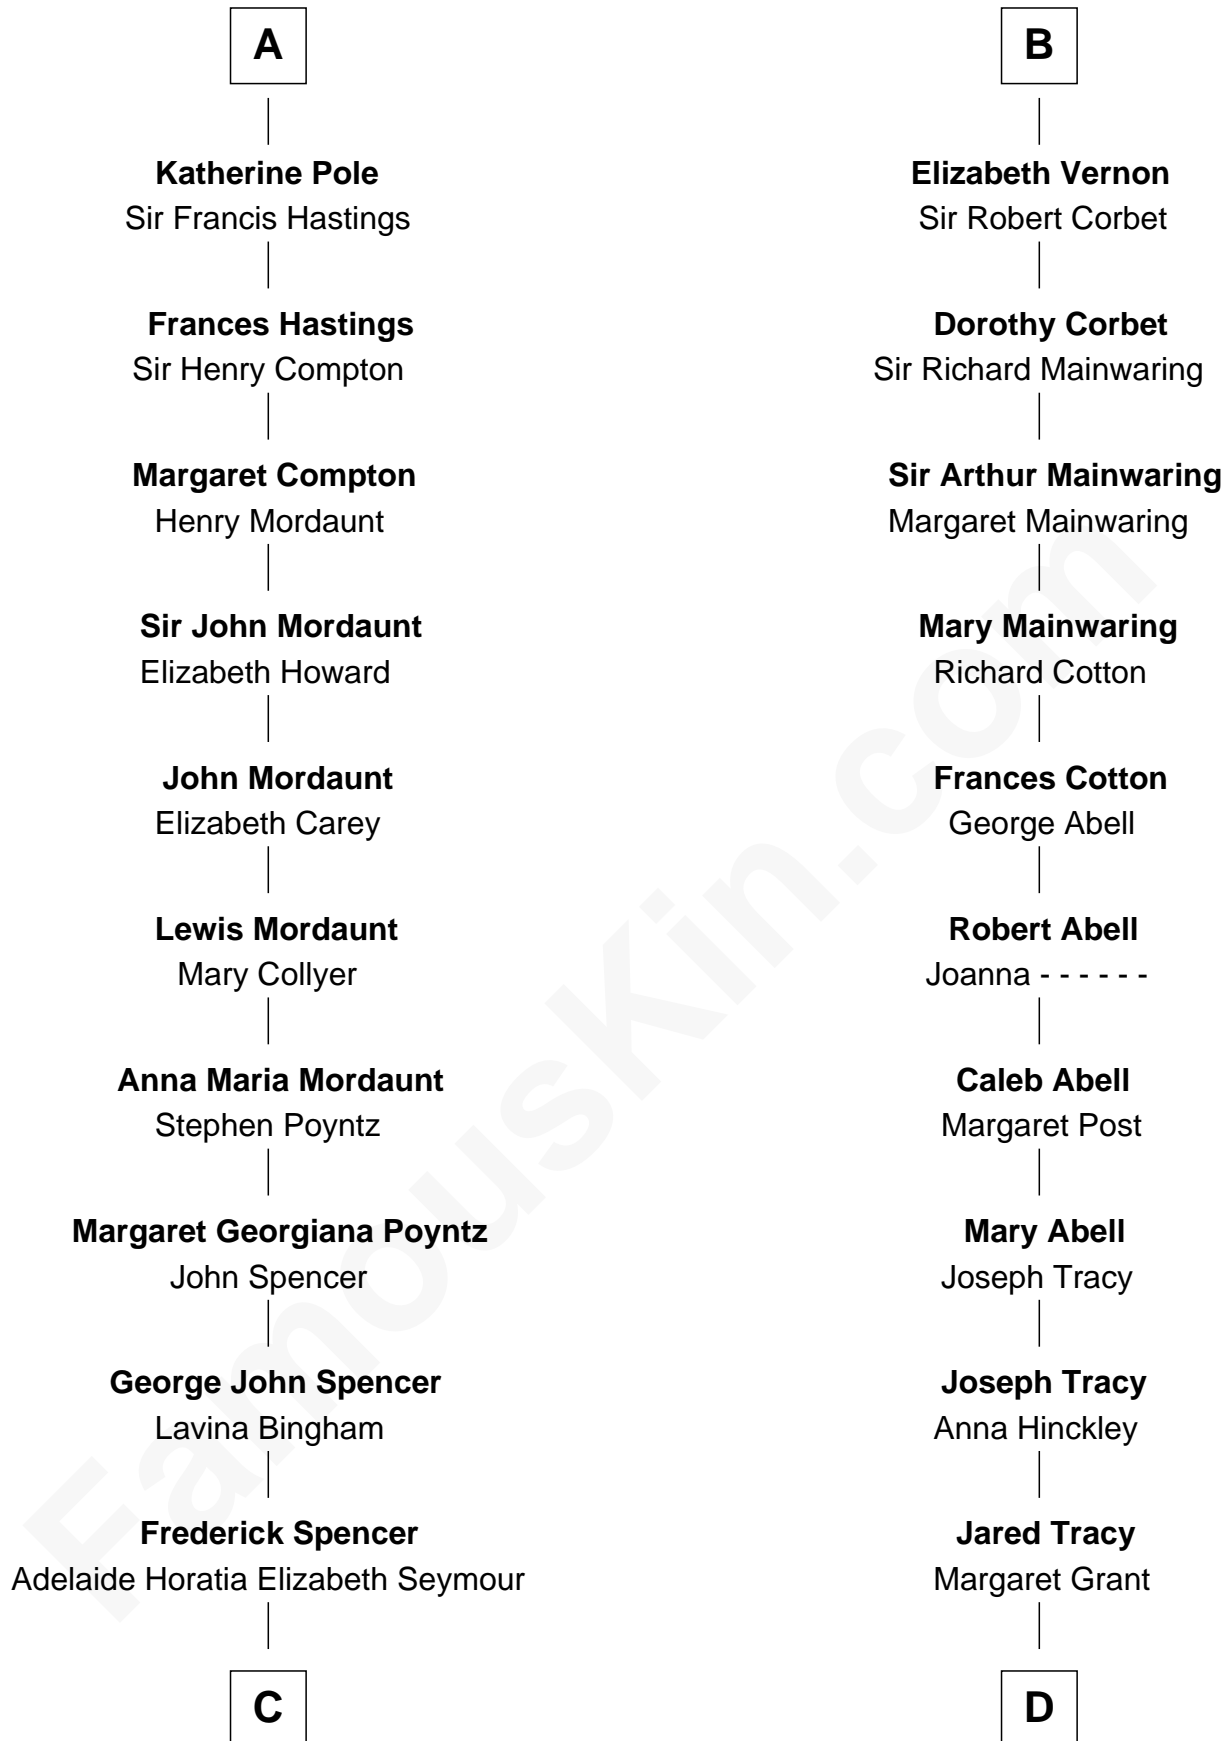 A
Katherine Pole
Sir Francis Hastings
Frances Hastings
Sir Henry Compton
Margaret Compton
Henry Mordaunt
Sir John Mordaunt
Elizabeth Howard
John Mordaunt
Elizabeth Carey
Lewis Mordaunt
Mary Collyer
Anna Maria Mordaunt
Stephen Poyntz
Margaret Georgiana Poyntz
John Spencer
George John Spencer
Lavina Bingham
Frederick Spencer
Adelaide Horatia Elizabeth Seymour
C
B
Elizabeth Vernon
Sir Robert Corbet
Dorothy Corbet
Sir Richard Mainwaring
Sir Arthur Mainwaring
Margaret Mainwaring
Mary Mainwaring
Richard Cotton
Frances Cotton
George Abell
Robert Abell
Joanna - - - - - -
Caleb Abell
Margaret Post
Mary Abell
Joseph Tracy
Joseph Tracy
Anna Hinckley
Jared Tracy
Margaret Grant
D
FamousKin.com